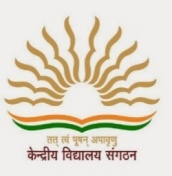 तत् त्वं पूषन् अपावृणु
केन्द्रीय विद्यालय संगठन